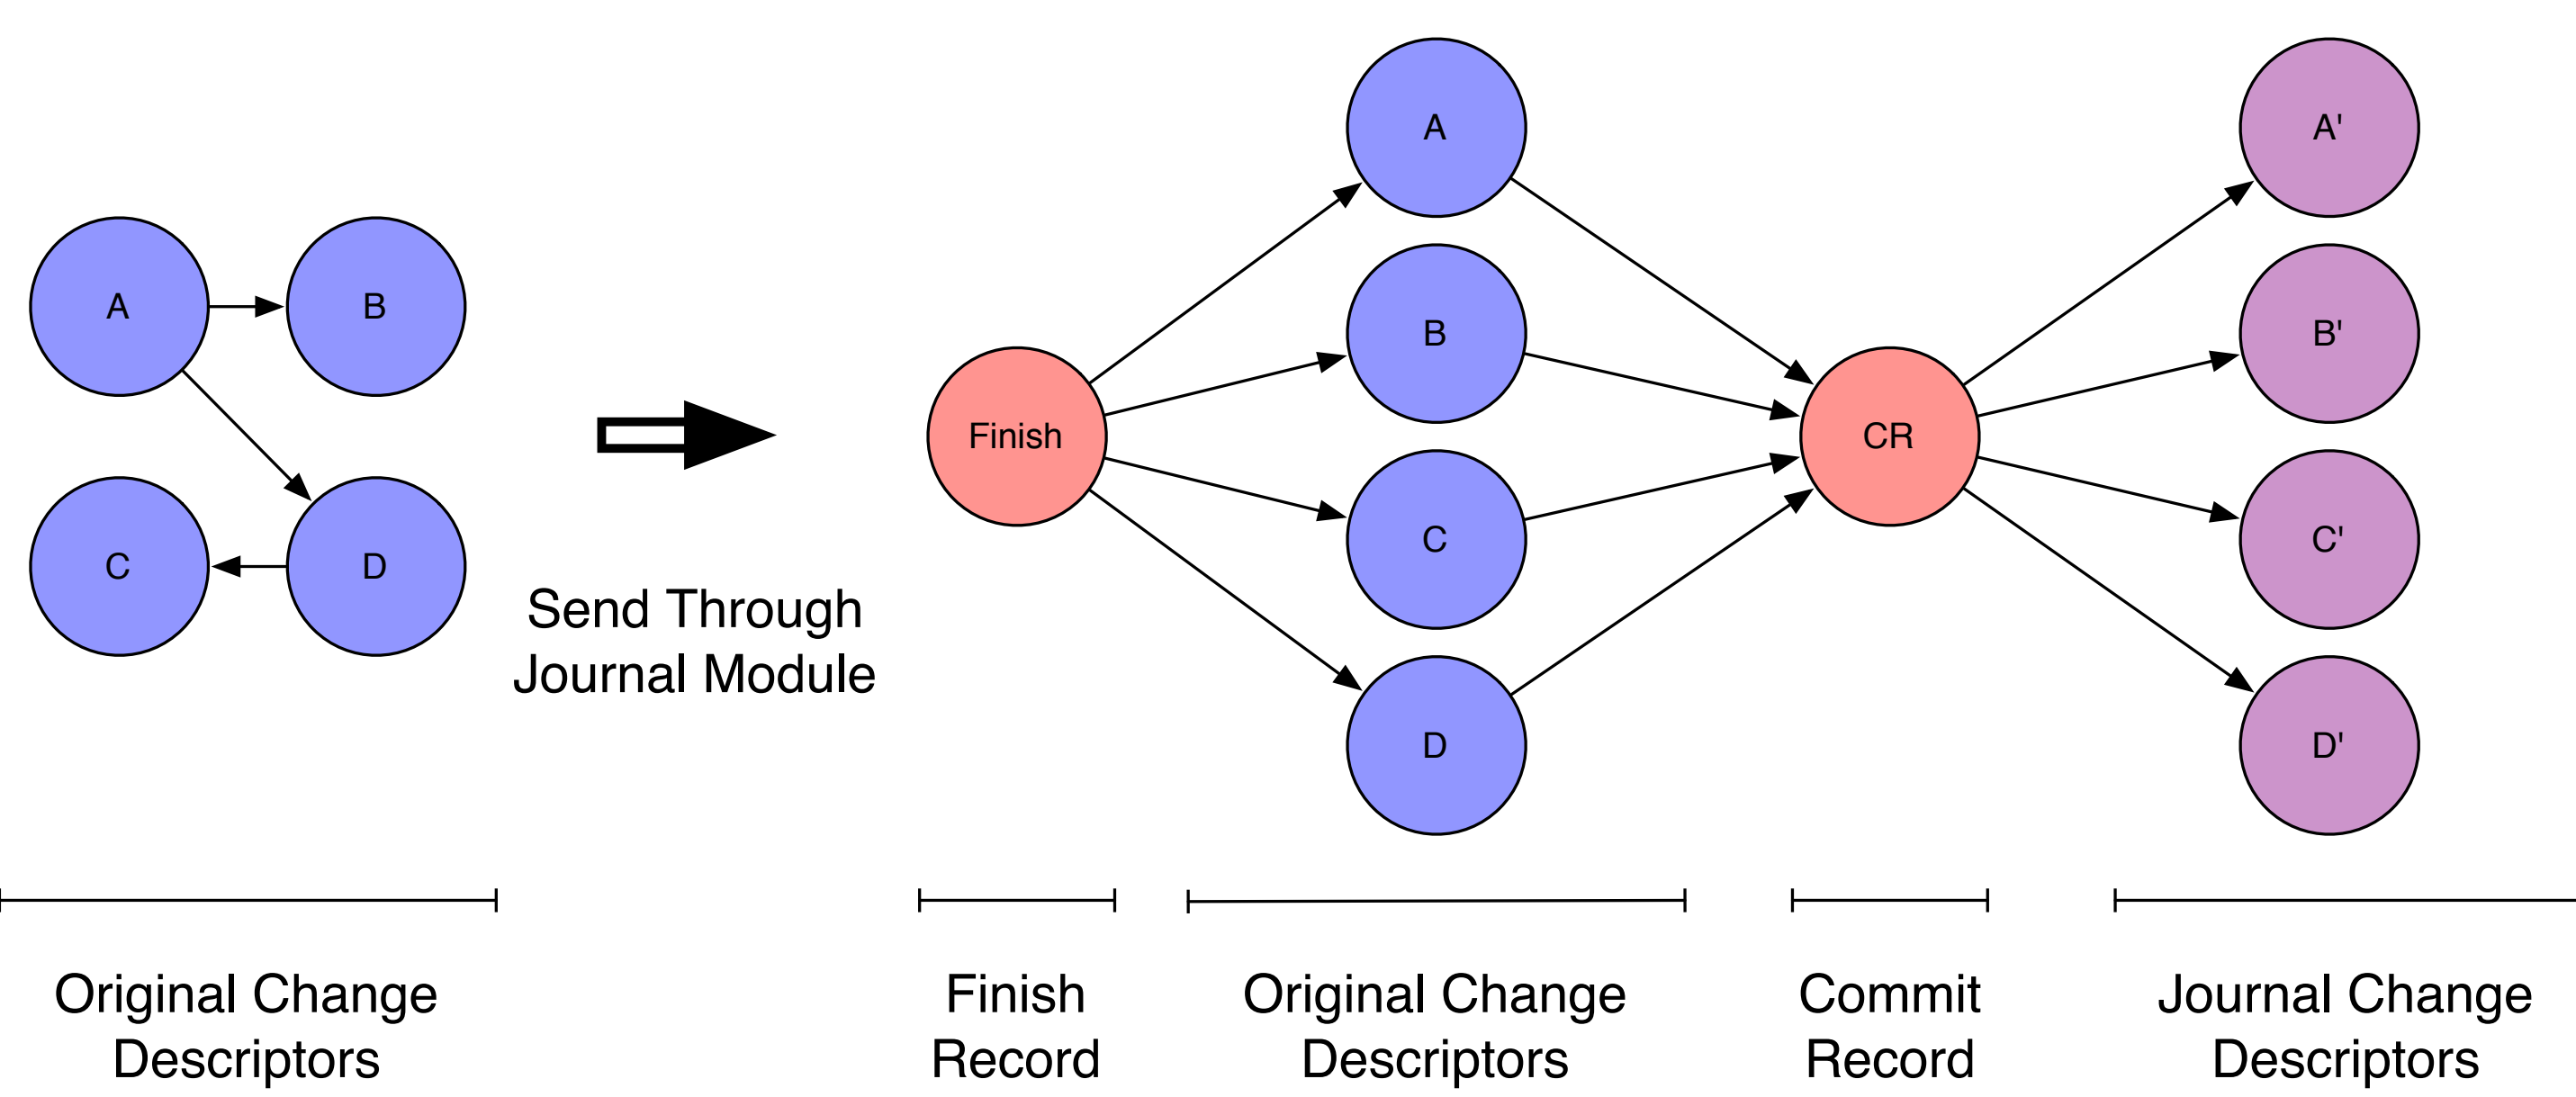 A
B
C
D
Send Through
Journal Module
Finish
A
B
C
D
CR
A'
B'
C'
D'
Original Change
Descriptors
Finish
Record
Original Change
Descriptors
Commit
Record
Journal Change
Descriptors